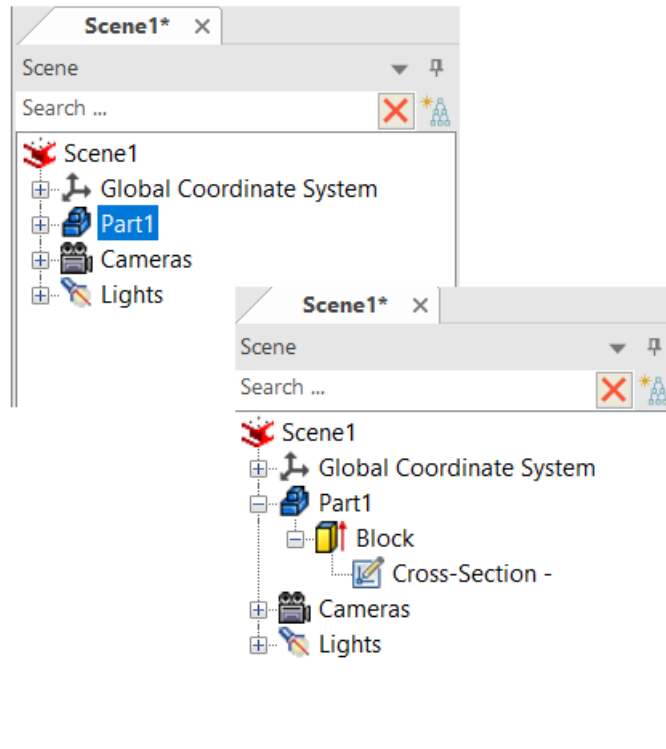 Scene1*
Scene
Search ...
Scene1
Global Coordinate System
Part1
Cameras
Lights
Scene1*
Scene
Search ...
Scene1
Global Coordinate System
Part1
Block
Cross-Section -
Cameras
Lights